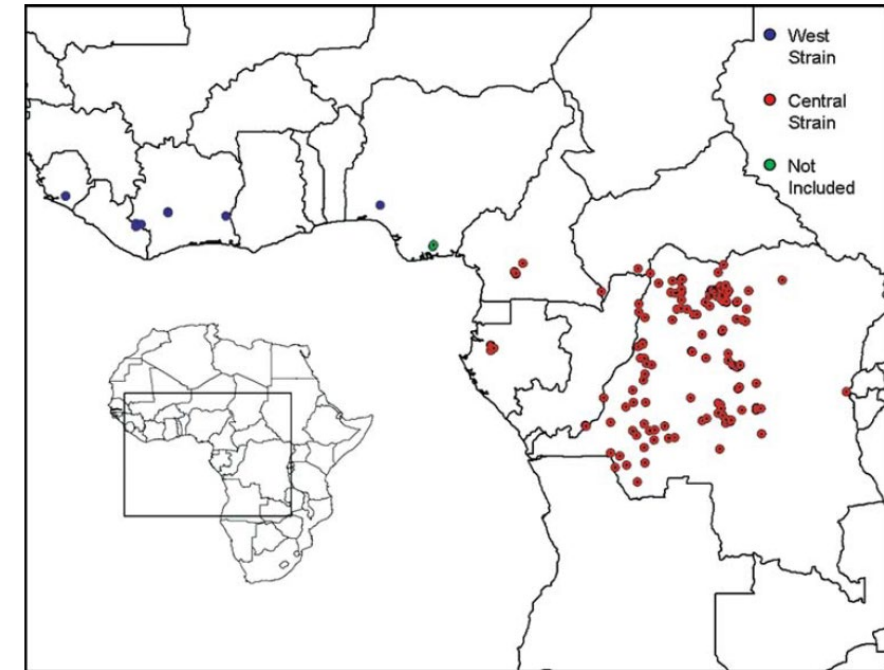 West
Strain
Central
Strain
Not
Included